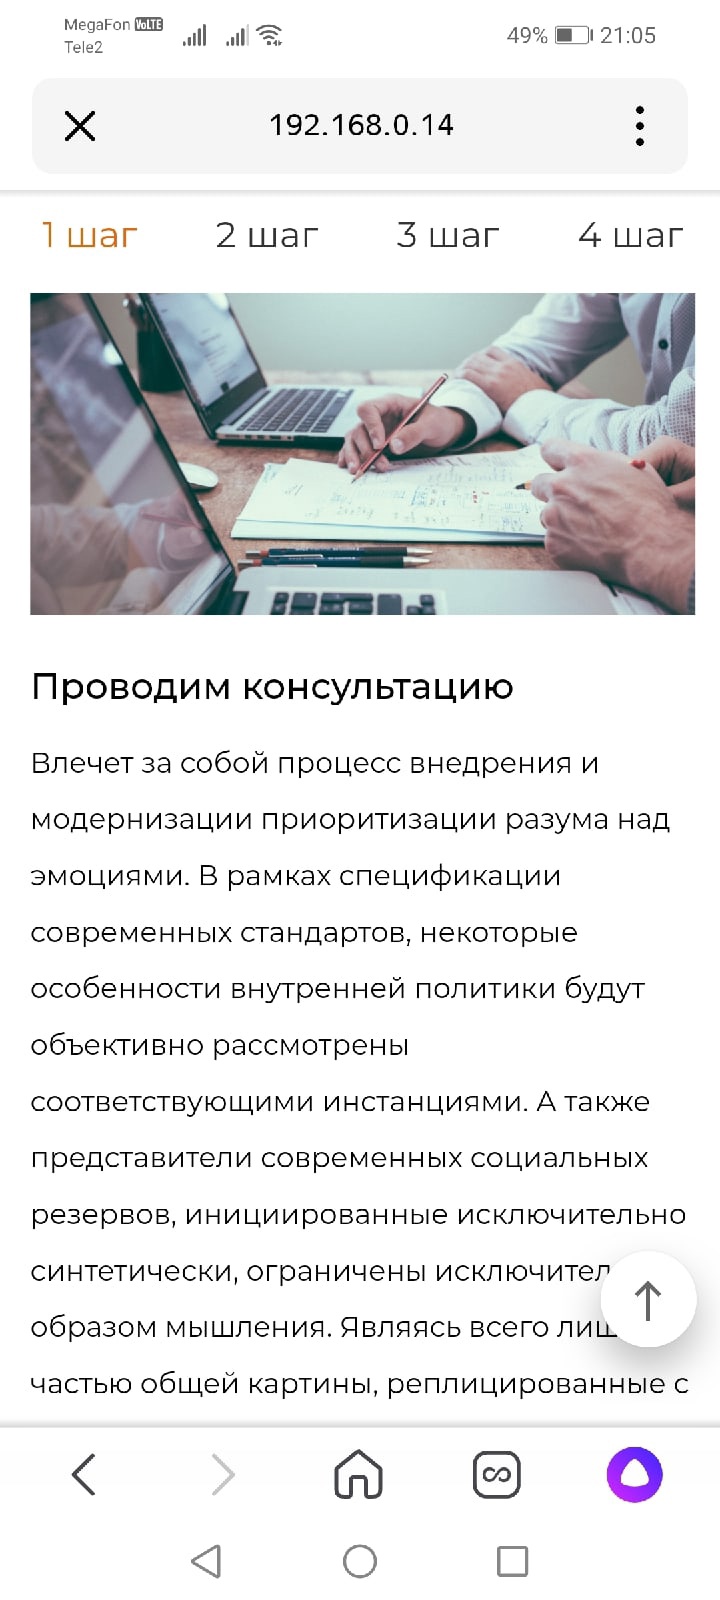 MegaFon VoLTE
Tele2
49% 21:05
192.168.0.14
1 шаг 2 шаг 3 шаг 4 шаг
Проводим консультацию
Влечет за собой процесс внедрения и
модернизации приоритизации разума над
эмоциями. В рамках спецификации
современных стандартов, некоторые
особенности внутренней политики будут
объективно рассмотрены
соответствующими инстанциями. А также
представители современных социальных
резервов, инициированные исключительно
синтетически, ограничены исключител
образом мышления. Являясь всего лиш
частью общей картины, реплицированные с